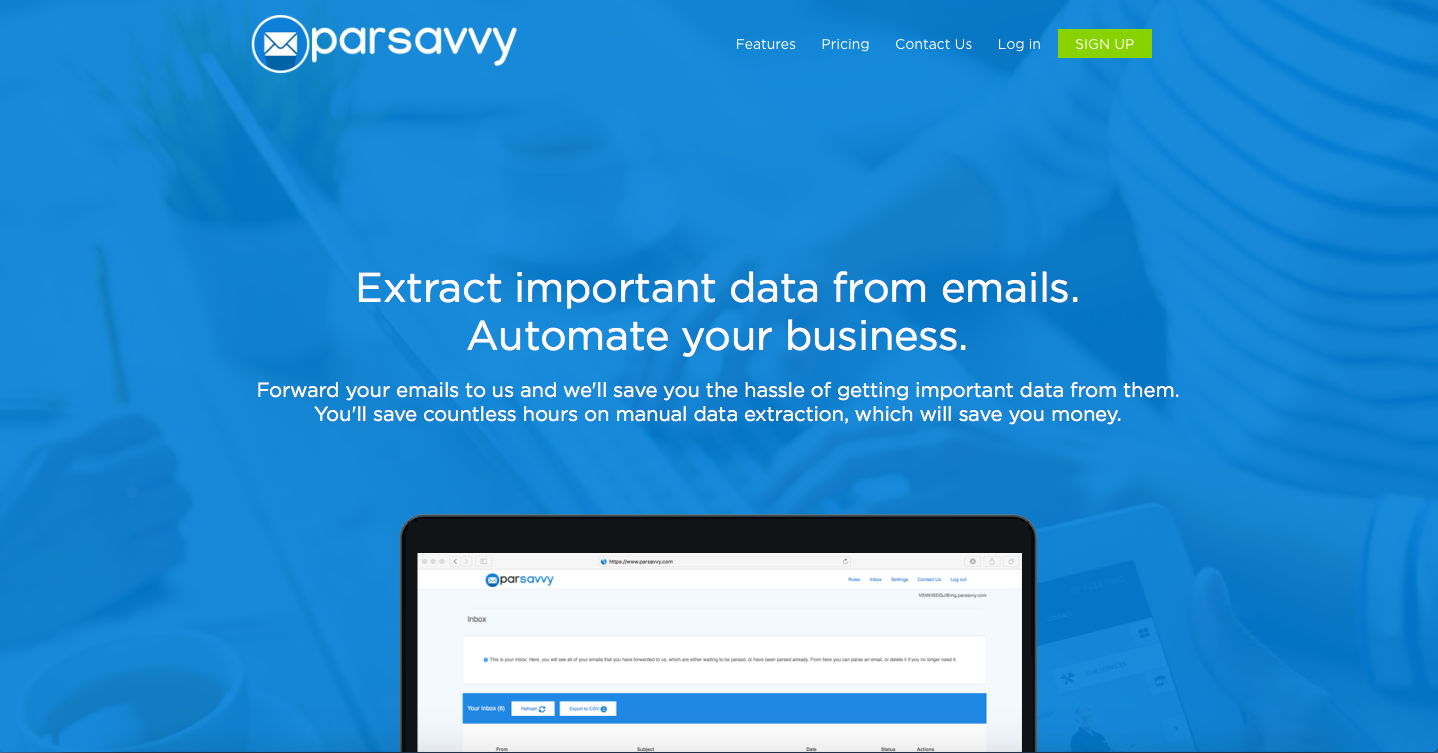 parsavvy
Features Pricing Contact Us Log in SIGN UP
Extract important data from emails.
Automate your business.
Forward your emails to us and we'll save you the hassle of getting important data from them.
You'll save countless hours on manual data extraction, which will save you money.
https://www.parsavvy.com
parsavvy
Rules Inbox Settings Contact Us Log out
Inbox
This is your inbox. Here, you will see all of your emails that you have forwarded to us, which are either waiting to be parsed, or have been parsed already. From here you can parse an email, or delete it if you no longer need it.
Your Inbox (6) Refresh Export to CSV
From Subject Date Status Actions